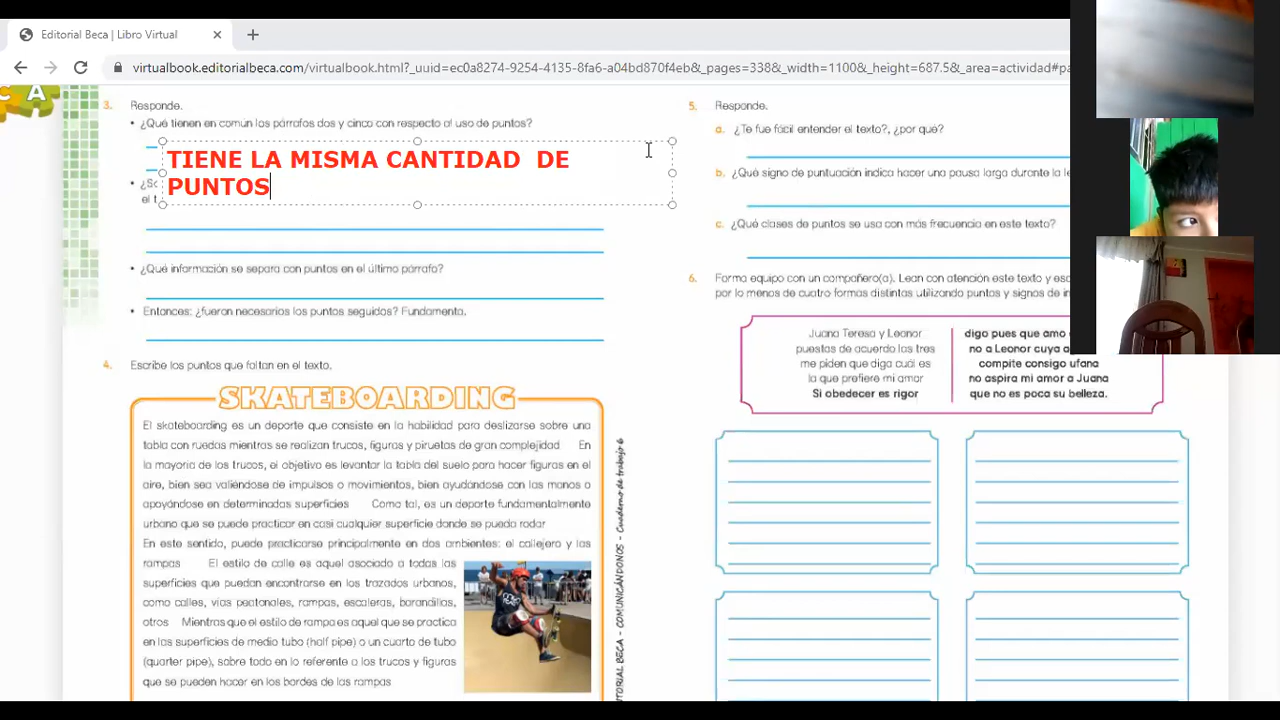 Editorial Beca | Libro Virtual
virtualbook.editorialbeca.com/virtualbook.html?_uuid=ec0a8274-9254-4135-8fa6-a04bd870f4eb&_pages=338&_width=1100&_height=687.5&_area=actividad#pa
C A
3. Responde.
• ¿Qué tienen en común los párrafos dos y cinco con respecto al uso de puntos?
TIENE LA MISMA CANTIDAD DE
PUNTOS
el t
• ¿Qué información se separa con puntos en el último párrafo?
• Entonces: ¿fueron necesarios los puntos seguidos? Fundamenta.
4. Escribe los puntos que faltan en el texto.
SKATEBOARDING
El skateboarding es un deporte que consiste en la habilidad para deslizarse sobre una
tabla con ruedas mientras se realizan trucos, figuras y piruetas de gran complejidad En
la mayoría de los trucos, el objetivo es levantar la tabla del suelo para hacer figuras en el
aire, bien sea valiéndose de impulsos o movimientos, bien ayudándose con las manos o
apoyándose en determinadas superficies Como tal, es un deporte fundamentalmente
urbano que se puede practicar en casi cualquier superficie donde se pueda rodar
En este sentido, puede practicarse principalmente en dos ambientes: el callejero y las
rampas El estilo de calle es aquel asociado a todas las
superficies que puedan encontrarse en los trazados urbanos,
como calles, vías peatonales, rampas, escaleras, barandillas,
otros Mientras que el estilo de rampa es aquel que se practica
en las superficies de medio tubo (half pipe) o un cuarto de tubo
(quarter pipe), sobre todo en lo referente a los trucos y figuras
que se pueden hacer en los bordes de las rampas
ITORIAL BECA - COMUNICÁNDONOS - Cuaderno de trabajo 6
5. Responde.
a. ¿Te fue fácil entender el texto?, ¿por qué?
b. ¿Qué signo de puntuación indica hacer una pausa larga durante la le
c. ¿Qué clases de puntos se usa con más frecuencia en este texto?
6. Forma equipo con un compañero(a). Lean con atención este texto y esc
por lo menos de cuatro formas distintas utilizando puntos y signos de in
Juana Teresa y Leonor
puestas de acuerdo las tres
me piden que diga cuál es
la que prefiere mi amor
Si obedecer es rigor
digo pues que amo
no a Leonor cuya a
compite consigo ufana
no aspira mi amor a Juana
que no es poca su belleza.